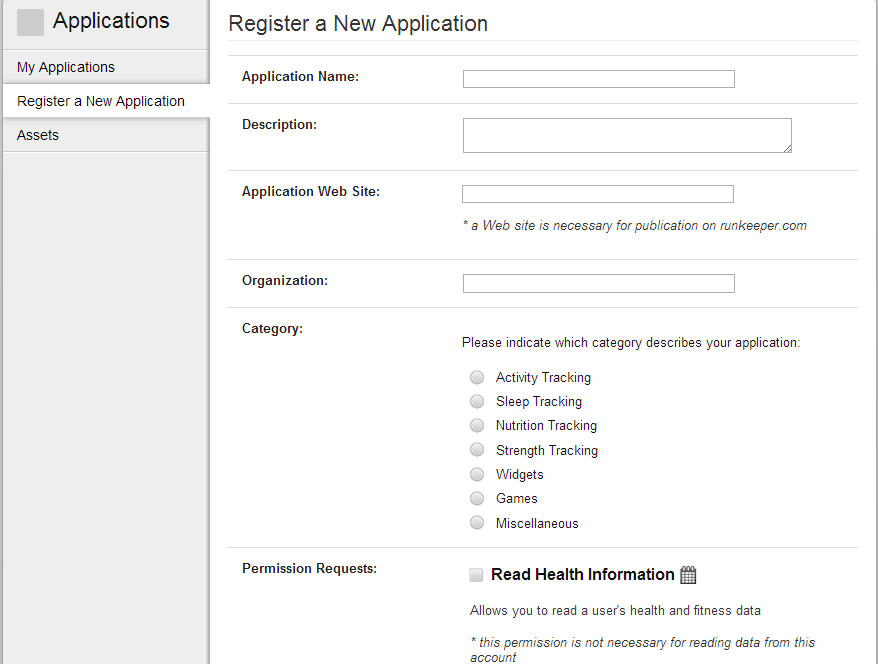 Applications
My Applications
Register a New Application
Assets
Register a New Application
Application Name:
Description:
Application Web Site:
* a Web site is necessary for publication on runkeeper.com
Organization:
Category:
Please indicate which category describes your application:
Activity Tracking
Sleep Tracking
Nutrition Tracking
Strength Tracking
Widgets
Games
Miscellaneous
Permission Requests:
Read Health Information
Allows you to read a user's health and fitness data
* this permission is not necessary for reading data from this
account